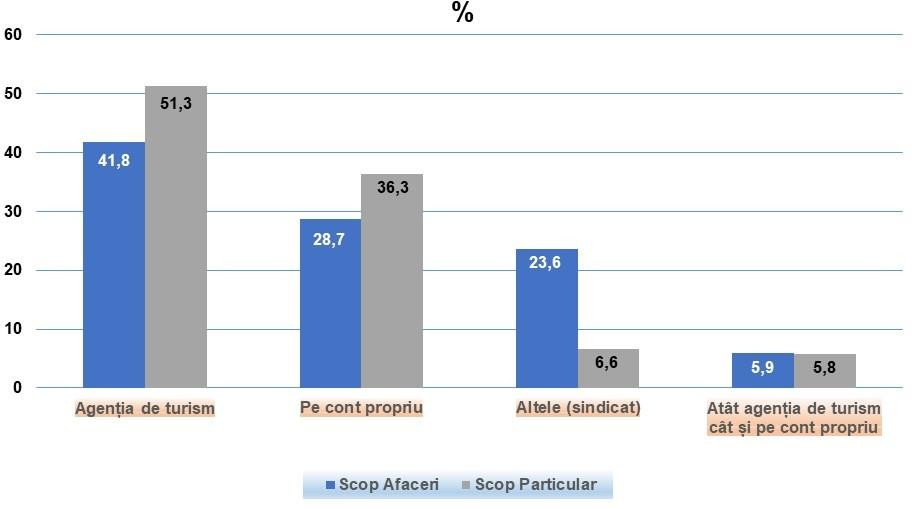 %
60
50
40
30
20
10
0
41,8
51,3
28,7
36,3
23,6
6,6
5,9
5,8
Agenția de turism
Pe cont propriu
Altele (sindicat)
Atât agenția de turism
cât și pe cont propriu
Scop Afaceri
Scop Particular